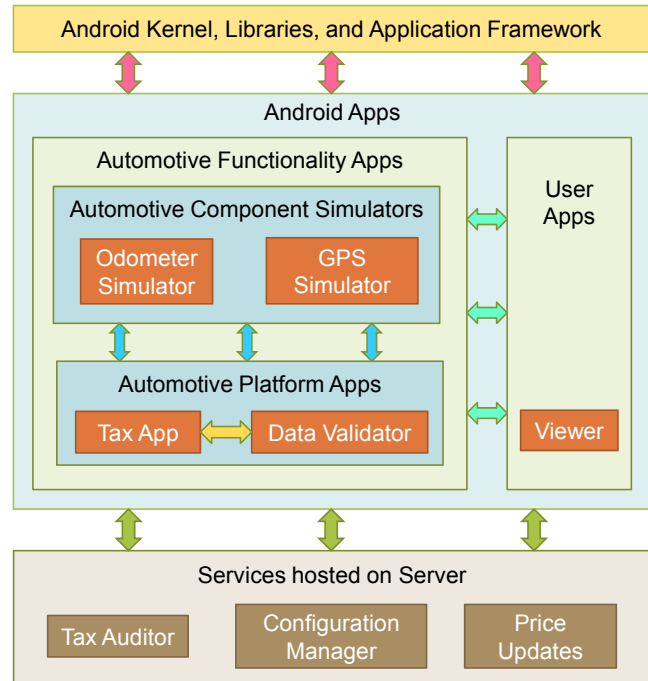 Android Kernel, Libraries, and Application Framework
Android Apps
Automotive Functionality Apps
Automotive Component Simulators
Odometer
Simulator
GPS
Simulator
Automotive Platform Apps
Tax App
Data Validator
User
Apps
Viewer
Services hosted on Server
Tax Auditor
Configuration
Manager
Price
Updates